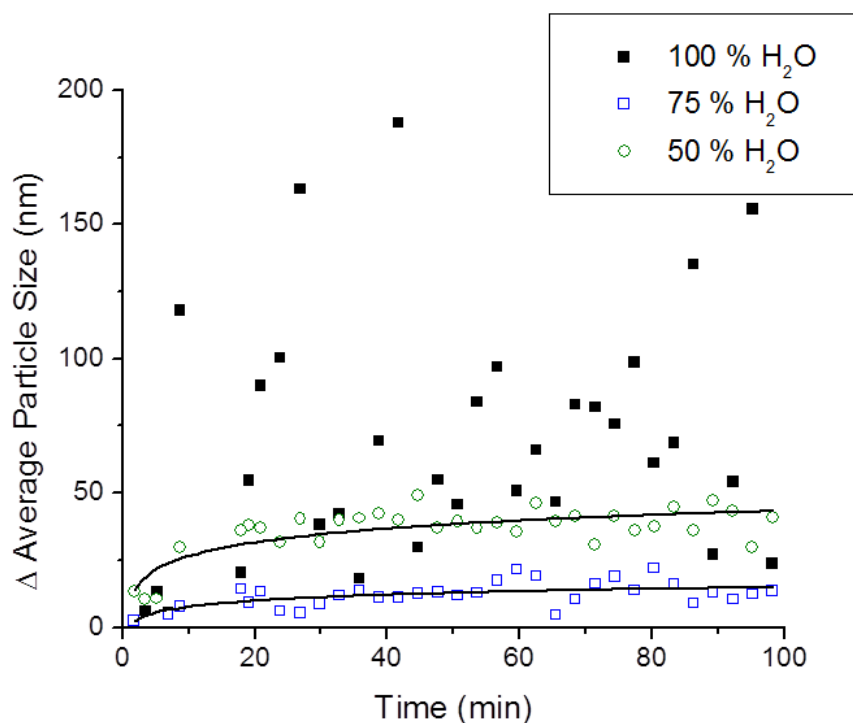 100 % H₂O
75 % H₂O
50 % H₂O
200
150
100
50
0
Δ Average Particle Size (nm)
0 20 40 60 80 100
Time (min)